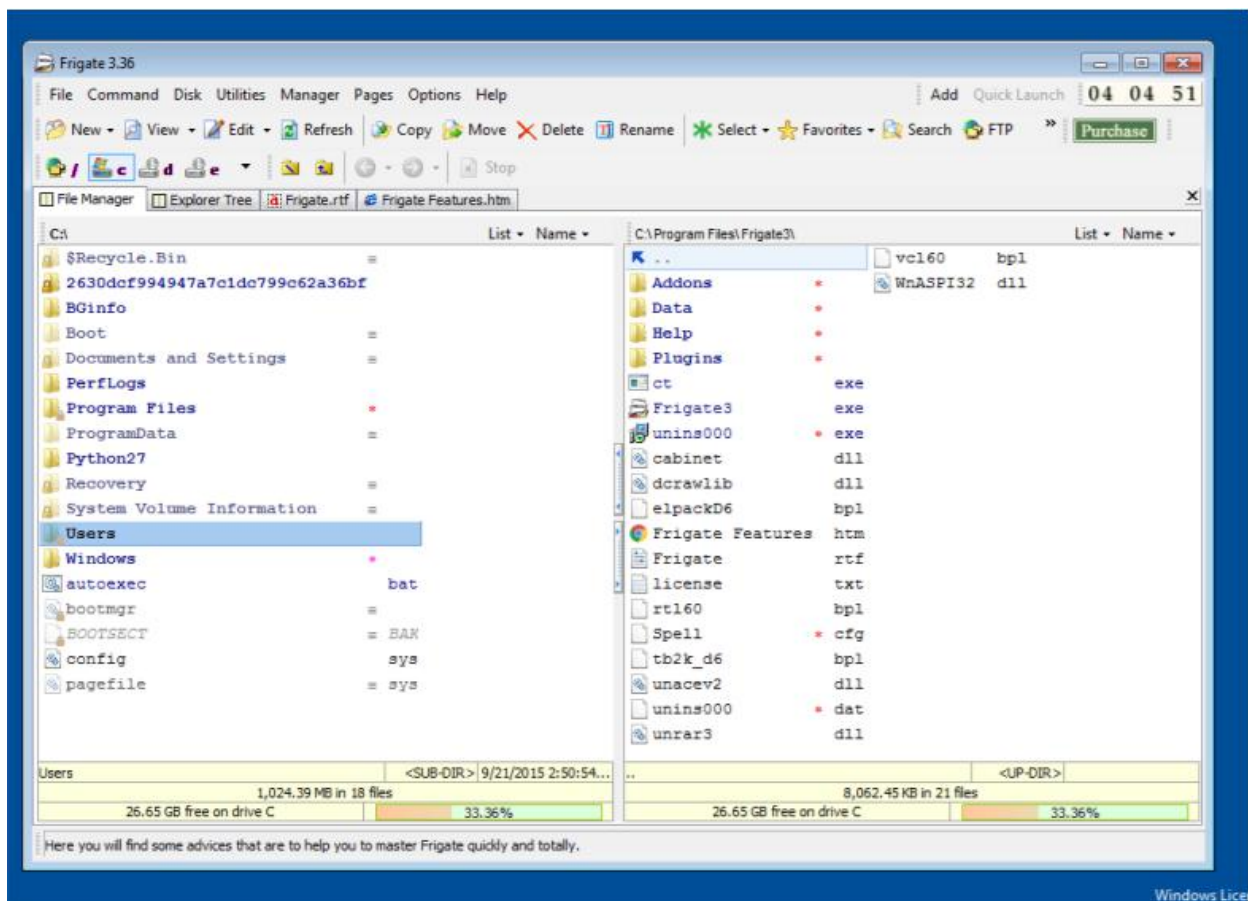 Frigate 3.36
File Command Disk Utilities Manager Pages Options Help Add Quick Launch 04 04 51
New View Edit Refresh Copy Move Delete Rename Select Favorites Search FTP » Purchase
/ c d e Stop
File Manager Explorer Tree Frigate.rtf Frigate Features.htm
C:\ List Name
$Recycle.Bin
2630dcf994947a7c1dc799c62a36bf
BGinfo
Boot
Documents and Settings
PerfLogs
Program Files *
ProgramData
Python27
Recovery
System Volume Information
Users
Windows *
autoexec bat
bootmgr
BOOTSECT BAK
config sys
pagefile sys
Users <SUB-DIR> 9/21/2015 2:50:54...
1,024.39 MB in 18 files
26.65 GB free on drive C 33.36%
C:\Program Files\Frigate3\ List Name
..
Addons *
Data *
Help *
Plugins *
ct exe
Frigate3 exe
unins000 * exe
cabinet dll
dcrawlib dll
elpackD6 bpl
Frigate Features htm
Frigate rtf
license txt
rtl60 bpl
Spell * cfg
tb2k_d6 bpl
unacev2 dll
unins000 * dat
unrar3 dll
vcl60 bpl
WnASPI32 dll
.. <UP-DIR>
8,062.45 KB in 21 files
26.65 GB free on drive C 33.36%
Here you will find some advices that are to help you to master Frigate quickly and totally.
Windows Lice